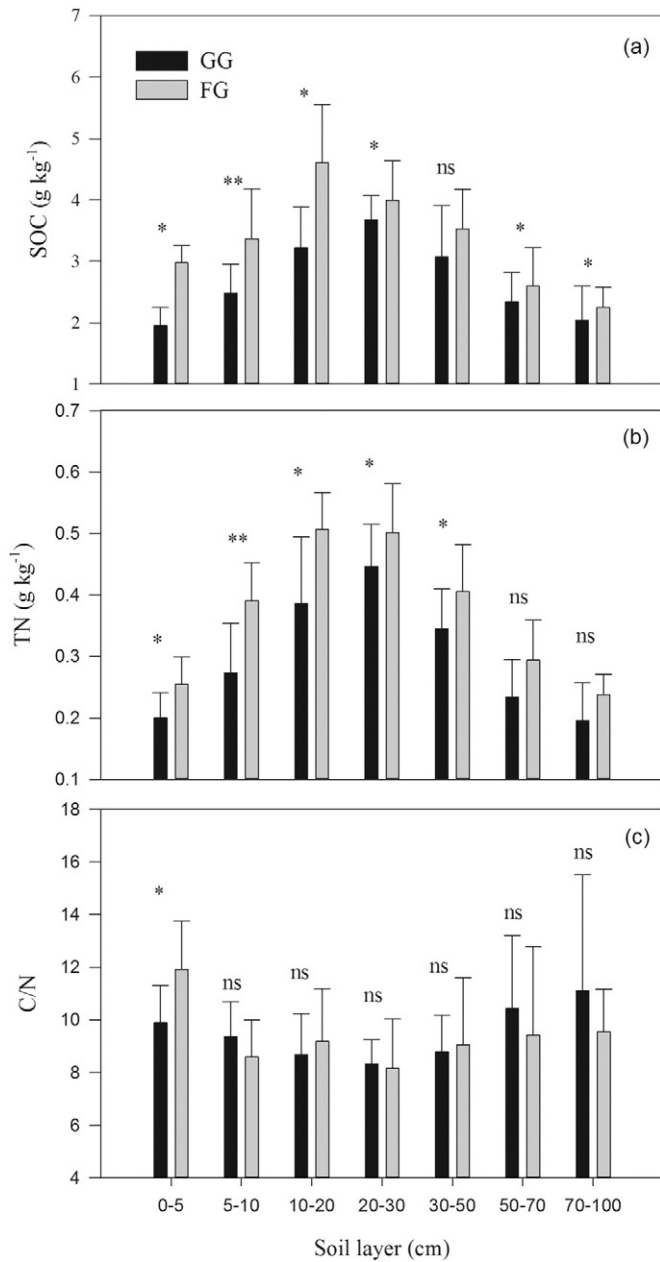 (a)
GG
FG
SOC (g kg⁻¹)
7
6
5
4
3
2
1
*
**
*
*
ns
*
*
(b)
TN (g kg⁻¹)
0.7
0.6
0.5
0.4
0.3
0.2
0.1
*
**
*
*
*
ns
ns
(c)
C/N
18
16
14
12
10
8
6
4
*
ns
ns
ns
ns
ns
ns
0-5 5-10 10-20 20-30 30-50 50-70 70-100
Soil layer (cm)